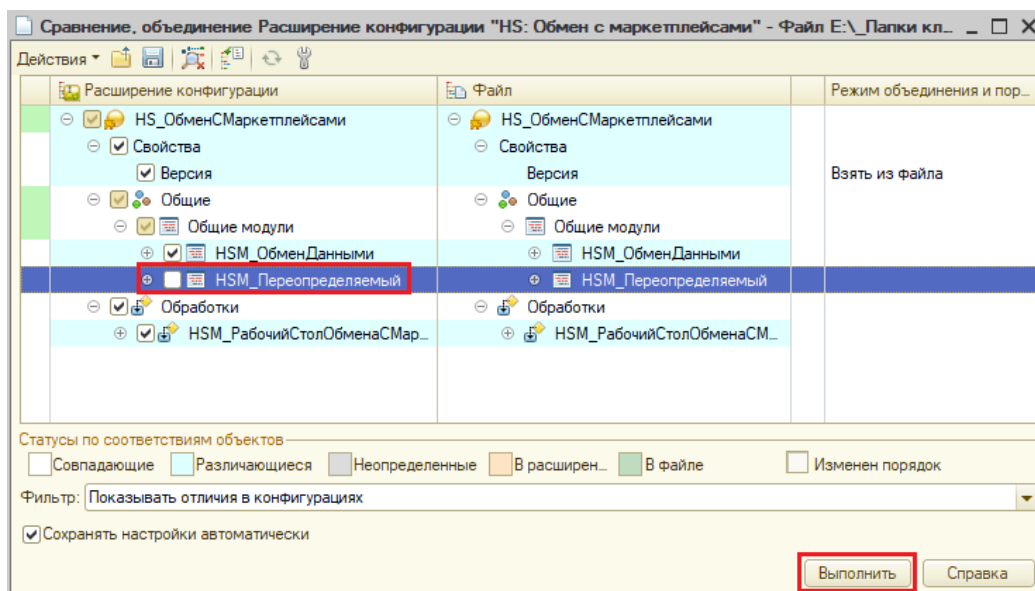 Сравнение, объединение Расширение конфигурации "HS: Обмен с маркетплейсами" - Файл E:\_Папки кл...
Действия
Расширение конфигурации Файл Режим объединения и пор...
HS_ОбменСМаркетплейсами HS_ОбменСМаркетплейсами
Свойства Свойства
Версия Версия Взять из файла
Общие Общие
Общие модули Общие модули
HSM_ОбменДанными HSM_ОбменДанными
HSM_Переопределяемый HSM_Переопределяемый
Обработки Обработки
HSM_РабочийСтолОбменаСМар... HSM_РабочийСтолОбменаСМ...
Статусы по соответствиям объектов
Совпадающие Различающиеся Неопределенные В расширен... В файле Изменен порядок
Фильтр: Показывать отличия в конфигурациях
Сохранять настройки автоматически
Выполнить Справка